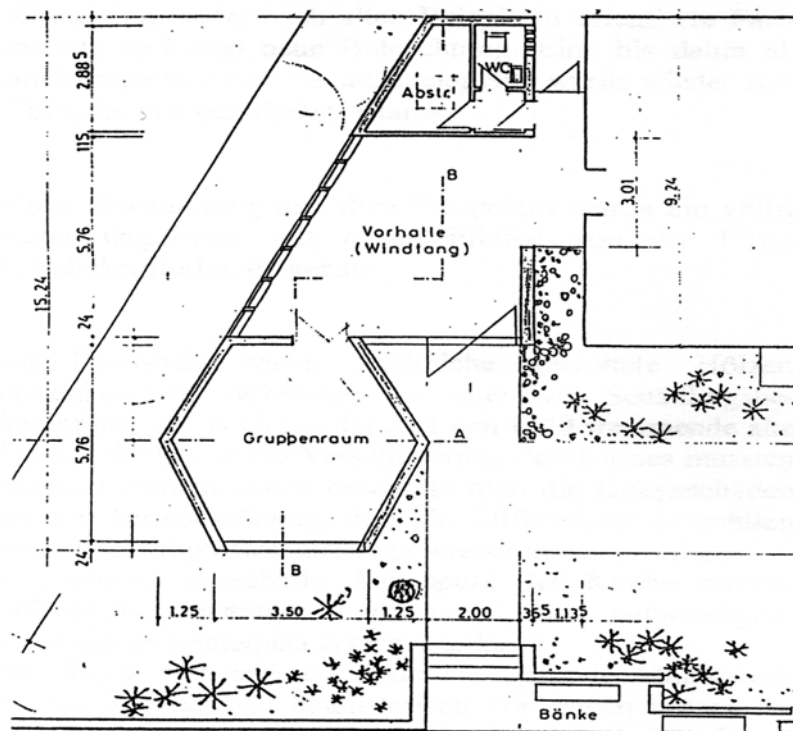 2.885
WC
Abstr.
115
B
3.01
9.24
5.76
Vorhalle
(Windfang)
15.24
24
Gruppenraum
A
5.76
24
B
1.25 3.50 1.25 2.00 365 1.13⁵
Bänke